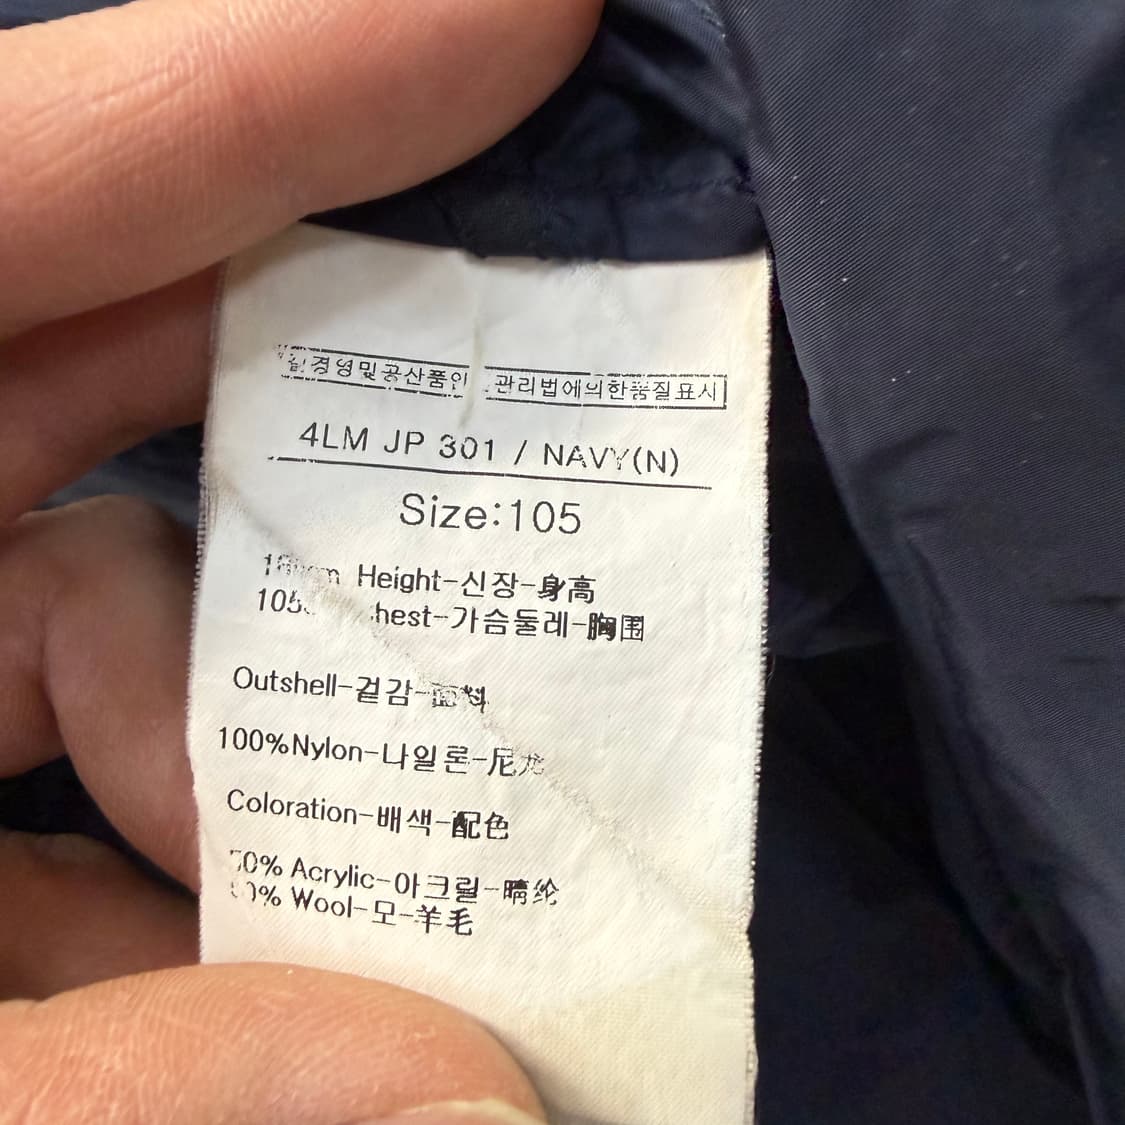 경영및공산품안 관리법에의한품질표시
4LM JP 301 / NAVY(N)
Size:105
Height-신장-身高
가슴둘레-胸围
Outshell-겉감-面料
100%Nylon-나일론-尼龙
Coloration-배색-配色
Acrylic-아크릴-晴纶
Wool-모-羊毛